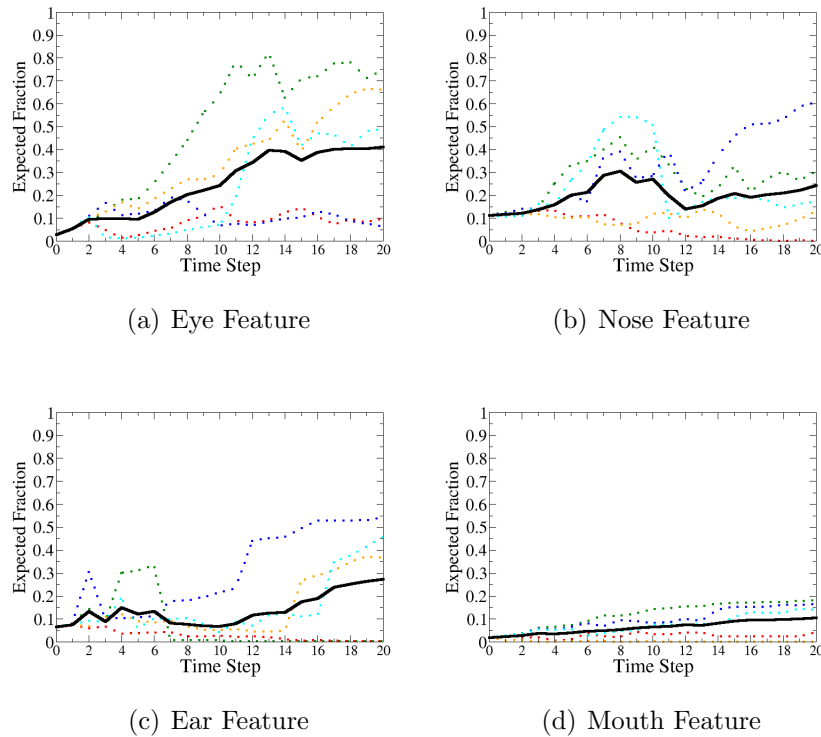 1
0.9
0.8
0.7
0.6
0.5
0.4
0.3
0.2
0.1
0
Expected Fraction
0 2 4 6 8 10 12 14 16 18 20
Time Step
(a) Eye Feature
1
0.9
0.8
0.7
0.6
0.5
0.4
0.3
0.2
0.1
0
Expected Fraction
0 2 4 6 8 10 12 14 16 18 20
Time Step
(b) Nose Feature
1
0.9
0.8
0.7
0.6
0.5
0.4
0.3
0.2
0.1
0
Expected Fraction
0 2 4 6 8 10 12 14 16 18 20
Time Step
(c) Ear Feature
1
0.9
0.8
0.7
0.6
0.5
0.4
0.3
0.2
0.1
0
Expected Fraction
0 2 4 6 8 10 12 14 16 18 20
Time Step
(d) Mouth Feature